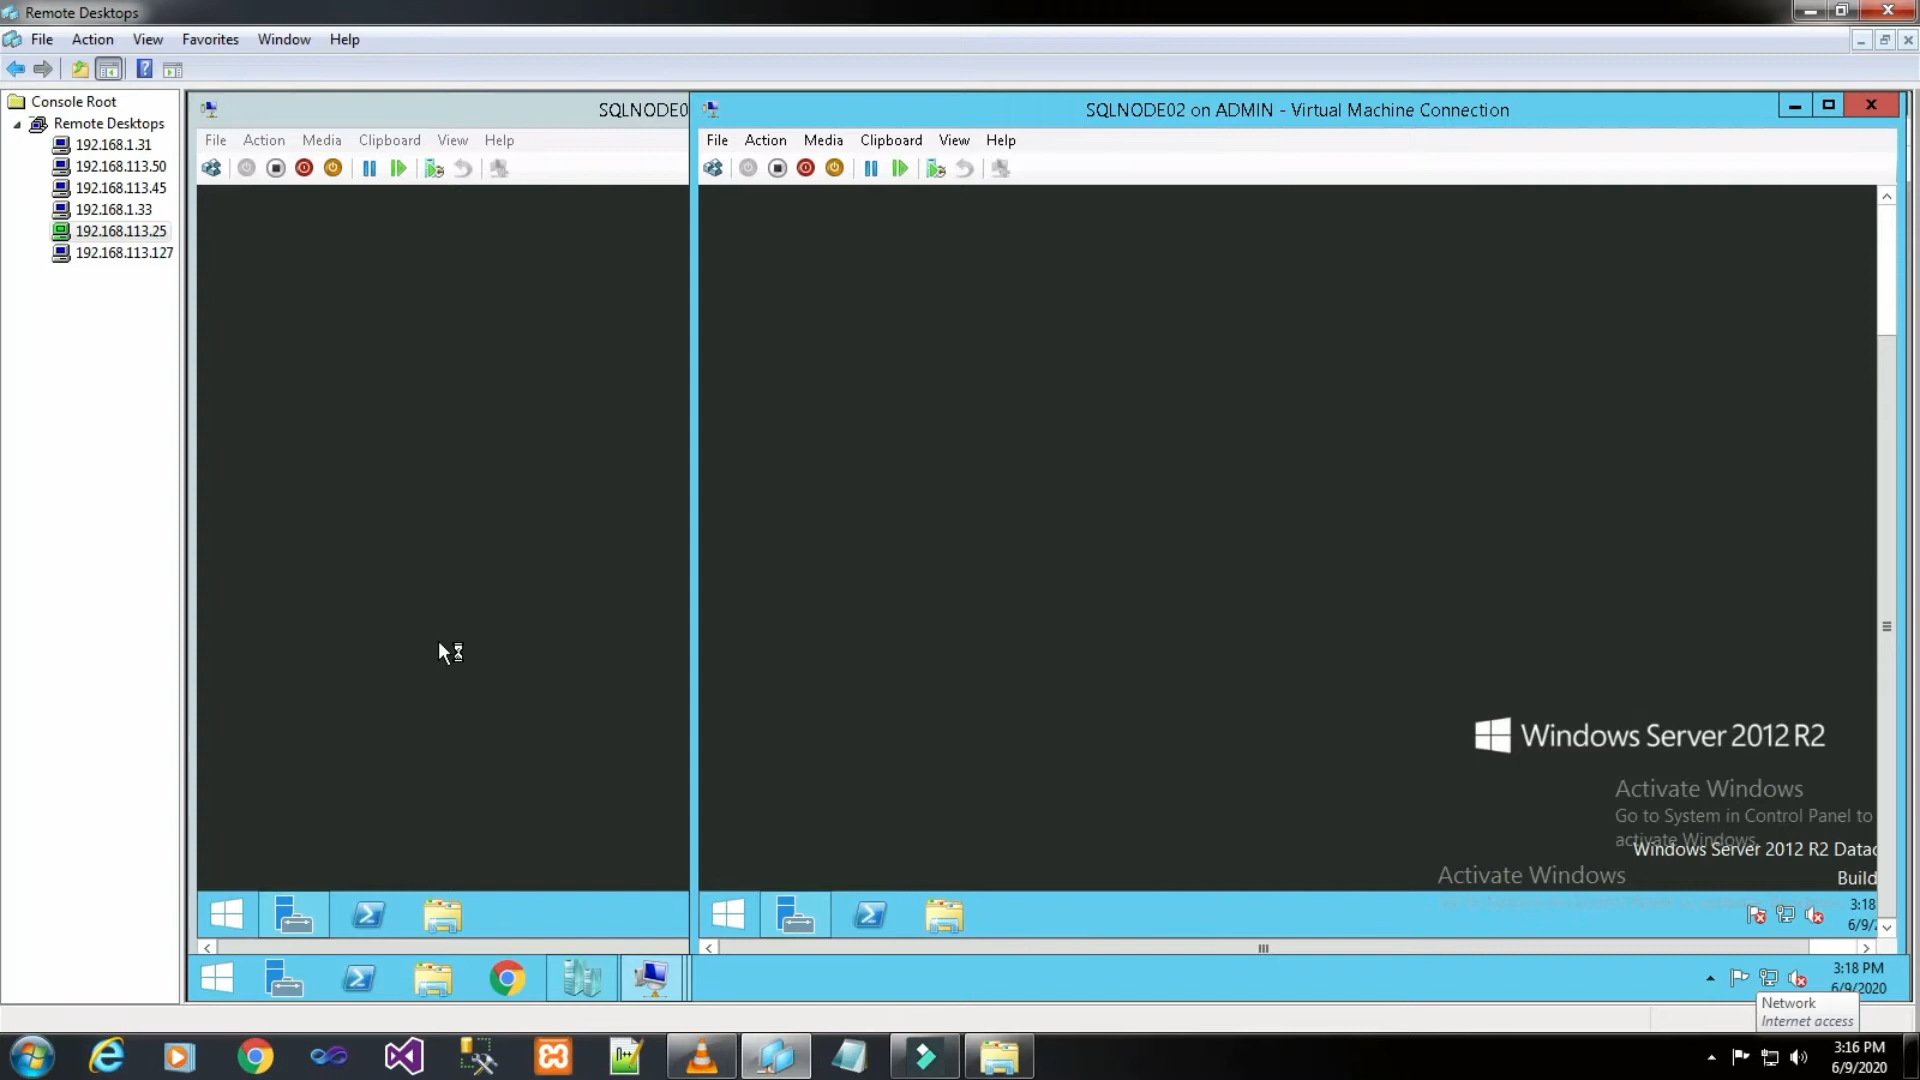 Remote Desktops
File Action View Favorites Window Help
Console Root
Remote Desktops
192.168.1.31
192.168.113.50
192.168.113.45
192.168.1.33
192.168.113.25
192.168.113.127
SQLNODE0
File Action Media Clipboard View Help
SQLNODE02 on ADMIN - Virtual Machine Connection
File Action Media Clipboard View Help
Windows Server 2012 R2
Activate Windows
Go to System in Control Panel to
activate Windows.
Windows Server 2012 R2 Datac
Activate Windows
Build
3:18
6/9/
3:18 PM
6/9/2020
Network
Internet access
3:16 PM
6/9/2020